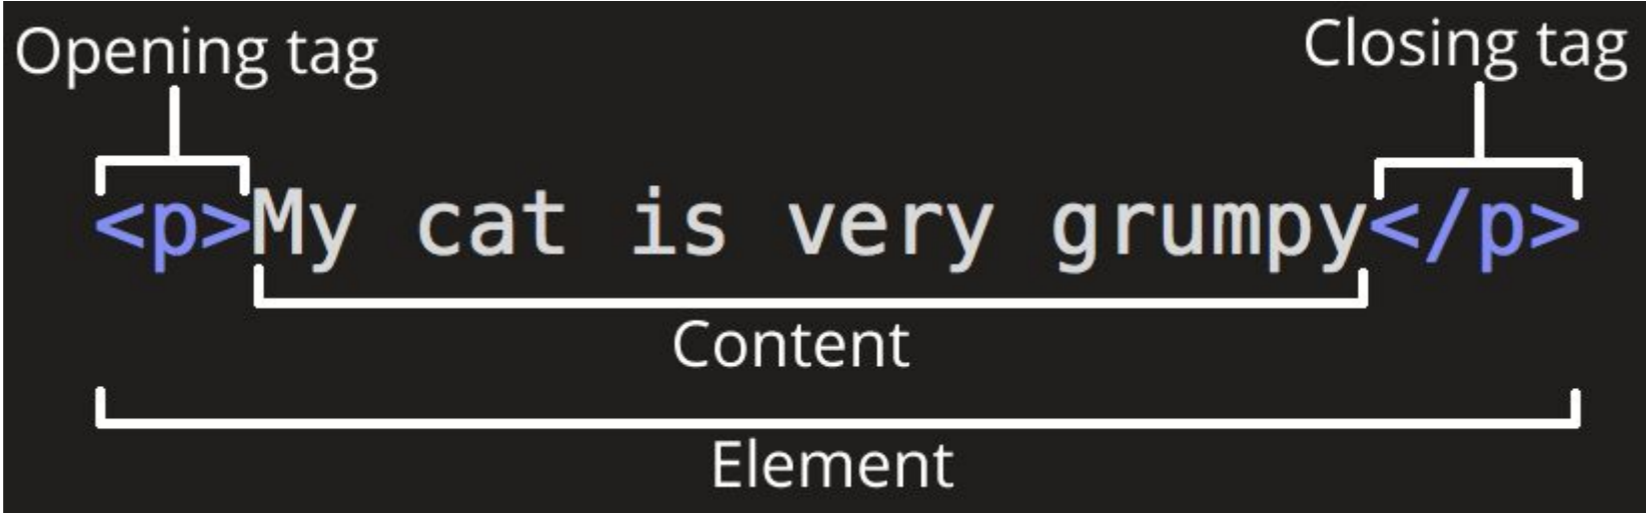 Opening tag
Closing tag
<p>My cat is very grumpy</p>
Content
Element